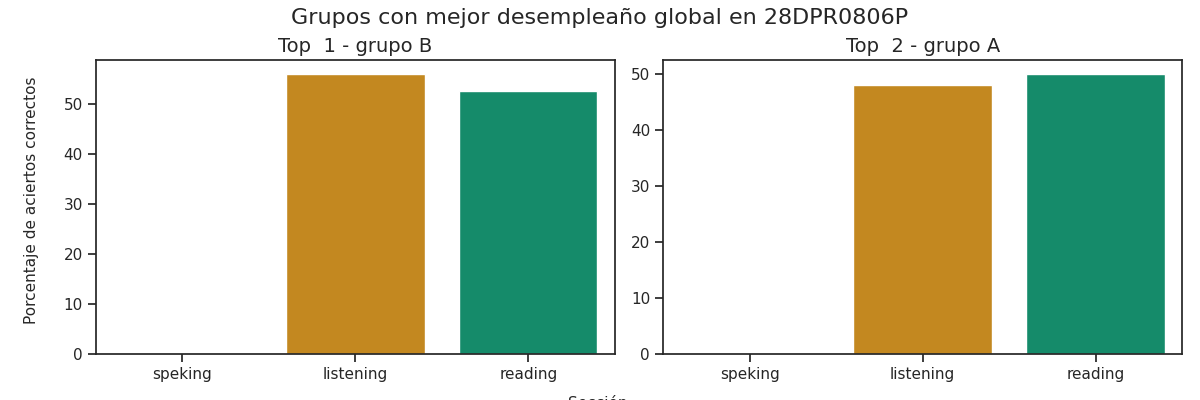 Grupos con mejor desempleaño global en 28DPR0806P
Top 1 - grupo B
Top 2 - grupo A
Porcentaje de aciertos correctos
50
40
30
20
10
0
speking
listening
reading
50
40
30
20
10
0
speking
listening
reading
Sección